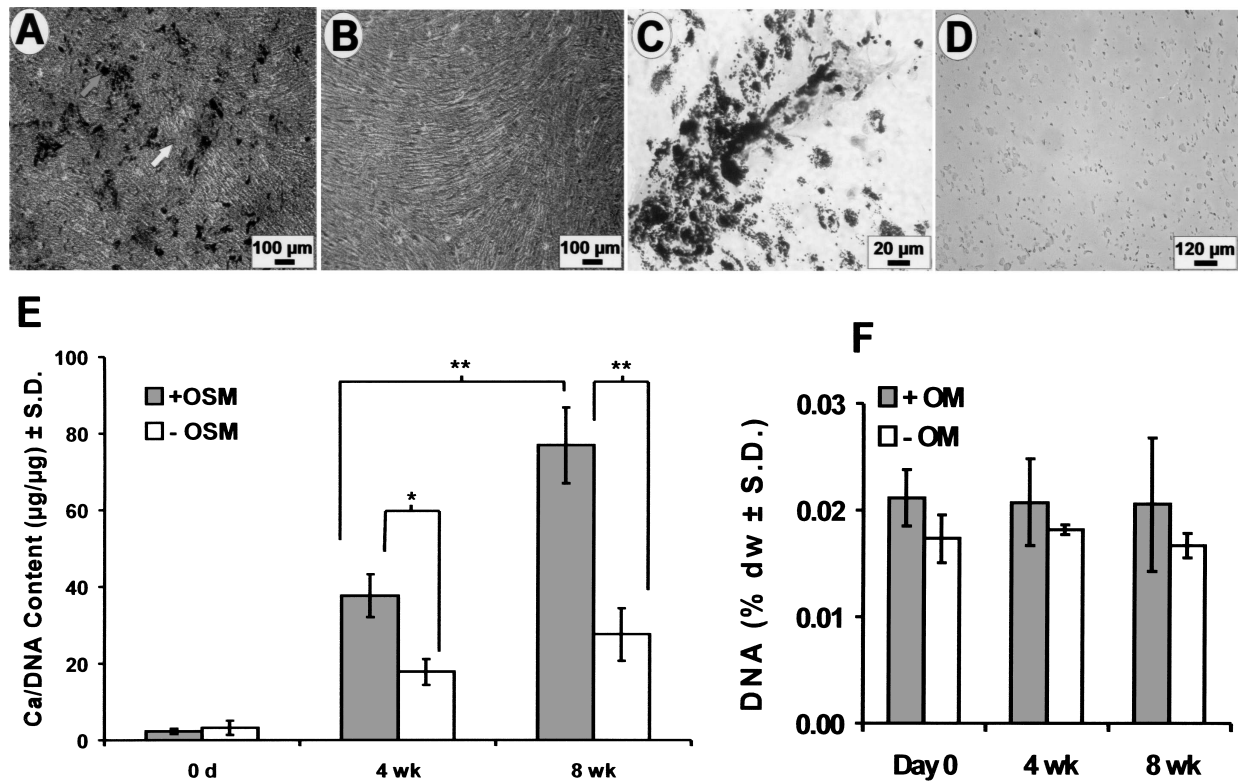 A
B
C
D
100 µm
100 µm
20 µm
120 µm
E
Ca/DNA Content (µg/µg) ± S.D.
100
80
60
40
20
0
+OSM
- OSM
*
**
**
0 d
4 wk
8 wk
F
DNA (% dw ± S.D.)
0.03
0.02
0.01
0.00
+ OM
- OM
Day 0
4 wk
8 wk